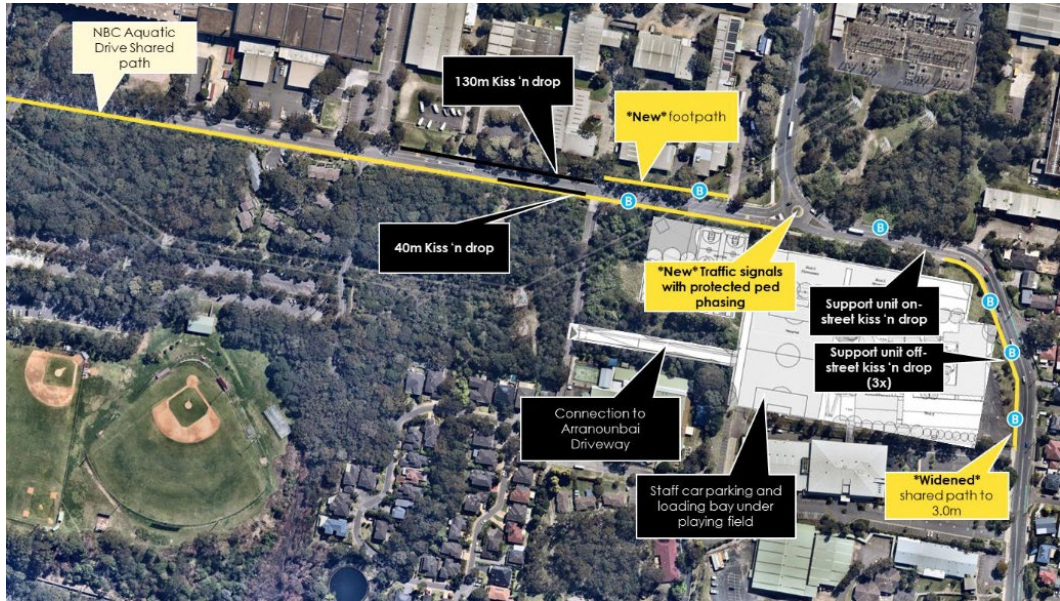 NBC Aquatic
Drive Shared
path
130m Kiss 'n drop
*New* footpath
B
B
B
40m Kiss 'n drop
*New* Traffic signals
with protected ped
phasing
Support unit on-
street kiss 'n drop
B
Support unit off-
street kiss 'n drop
(3x)
B
Connection to
Arranounbai
Driveway
B
Staff car parking and
loading bay under
playing field
*Widened*
shared path to
3.0m